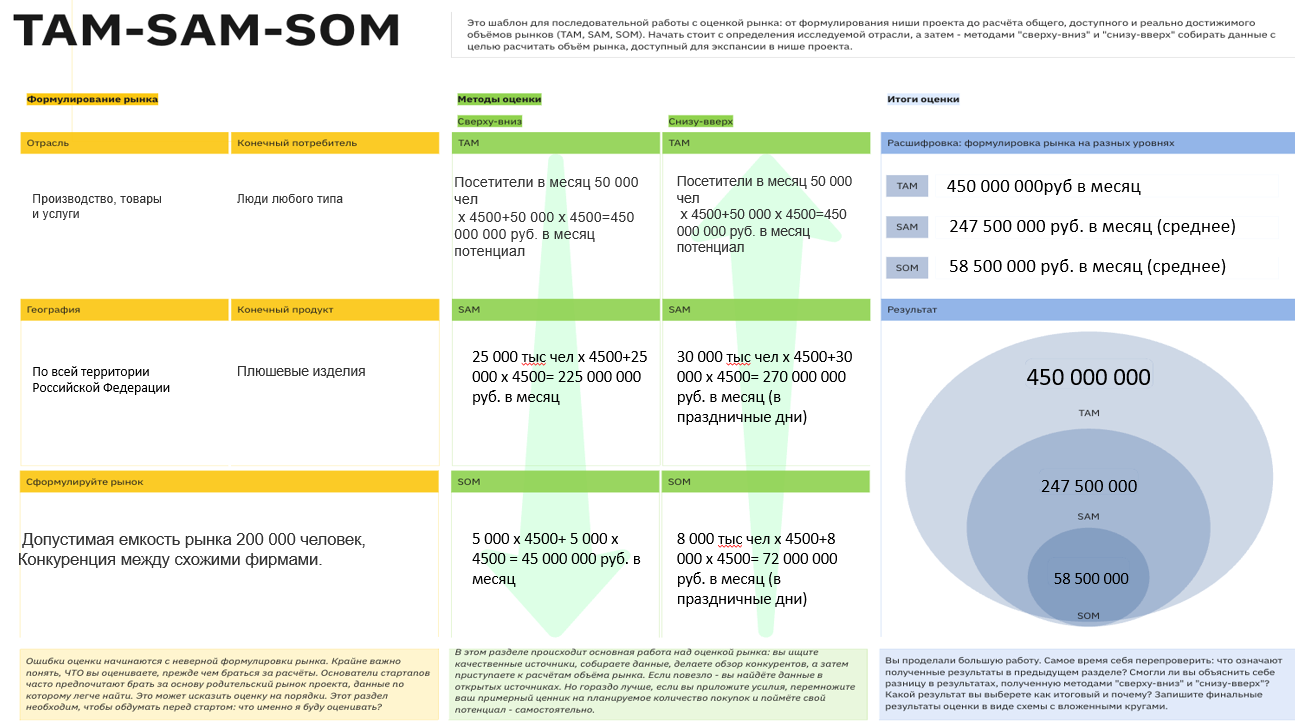 TAM-SAM-SOM
Это шаблон для последовательной работы с оценкой рынка: от формулирования ниши проекта до расчёта общего, доступного и реально достижимого
объёмов рынков (TAM, SAM, SOM). Начать стоит с определения исследуемой отрасли, а затем - методами "сверху-вниз" и "снизу-вверх" собирать данные с
целью расчитать объём рынка, доступный для экспансии в нише проекта.
Формулирование рынка
Отрасль
Конечный потребитель
Производство, товары
и услуги
Люди любого типа
География
Конечный продукт
По всей территории
Российской Федерации
Плюшевые изделия
Сформулируйте рынок
Допустимая емкость рынка 200 000 человек,
Конкуренция между схожими фирмами.
Ошибки оценки начинаются с неверной формулировки рынка. Крайне важно
понять, ЧТО вы оцениваете, прежде чем браться за расчёты. Основатели стартапов
часто предпочитают брать за основу родительский рынок проекта, данные по
которому легче найти. Это может исказить оценку на порядки. Этот раздел
необходим, чтобы обдумать перед стартом: что именно я буду оценивать?
Методы оценки
Сверху-вниз
Снизу-вверх
TAM
TAM
Посетители в месяц 50 000
чел
х 4500+50 000 х 4500=450
000 000 руб. в месяц
потенциал
Посетители в месяц 50 000
чел
х 4500+50 000 х 4500=450
000 000 руб. в месяц
потенциал
SAM
SAM
25 000 тыс чел х 4500+25
000 х 4500= 225 000 000
руб. в месяц
30 000 тыс чел х 4500+30
000 х 4500= 270 000 000
руб. в месяц (в
праздничные дни)
SOM
SOM
5 000 х 4500+ 5 000 х
4500 = 45 000 000 руб. в
месяц
8 000 тыс чел х 4500+8
000 х 4500= 72 000 000
руб. в месяц (в
праздничные дни)
В этом разделе происходит основная работа над оценкой рынка: вы ищите
качественные источники, собираете данные, делаете обзор конкурентов, а затем
приступаете к расчётам объёма рынка. Если повезло - вы найдёте данные в
открытых источниках. Но гораздо лучше, если вы приложите усилия, перемножите
ваш примерный ценник на планируемое количество покупок и поймёте свой
потенциал - самостоятельно.
Итоги оценки
Расшифровка: формулировка рынка на разных уровнях
TAM
450 000 000руб в месяц
SAM
247 500 000 руб. в месяц (среднее)
SOM
58 500 000 руб. в месяц (среднее)
Результат
450 000 000
TAM
247 500 000
SAM
58 500 000
SOM
Вы проделали большую работу. Самое время себя перепроверить: что означают
полученные результаты в предыдущем разделе? Смогли ли вы объяснить себе
разницу в результатах, полученную методами "сверху-вниз" и "снизу-вверх"?
Какой результат вы выберете как итоговый и почему? Запишите финальные
результаты оценки в виде схемы с вложенными кругами.